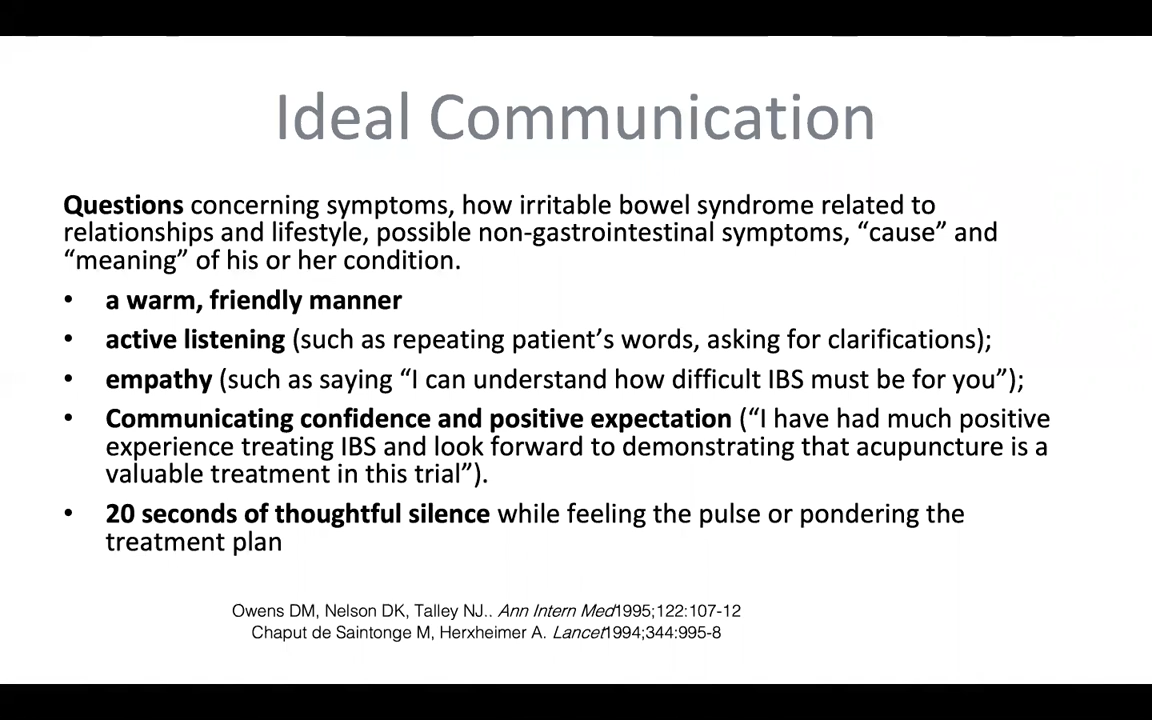 Ideal Communication
Questions concerning symptoms, how irritable bowel syndrome related to
relationships and lifestyle, possible non-gastrointestinal symptoms, “cause” and
“meaning” of his or her condition.
• a warm, friendly manner
• active listening (such as repeating patient’s words, asking for clarifications);
• empathy (such as saying “I can understand how difficult IBS must be for you”);
• Communicating confidence and positive expectation (“I have had much positive
experience treating IBS and look forward to demonstrating that acupuncture is a
valuable treatment in this trial”).
• 20 seconds of thoughtful silence while feeling the pulse or pondering the
treatment plan
Owens DM, Nelson DK, Talley NJ.. Ann Intern Med1995;122:107-12
Chaput de Saintonge M, Herxheimer A. Lancet1994;344:995-8